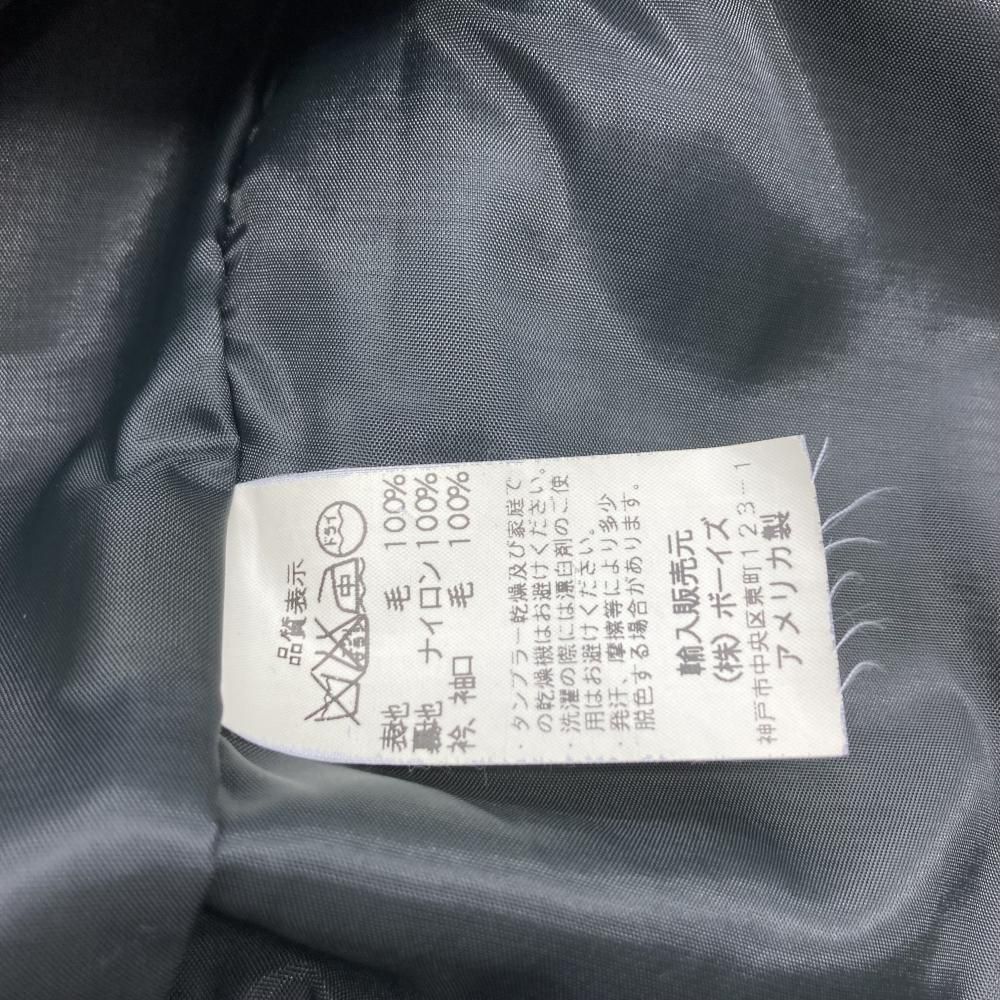 品質表示
中
ドライ
表地 毛 100%
裏地 ナイロン 100%
衿、袖口 毛 100%
・タンブラー乾燥及び家庭で
の乾燥機はお避けください。
・洗濯の際には漂白剤のご使
用はお避けください。
・発汗、摩擦等により多少
脱色する場合があります。
輸入販売元
(株)ボーイズ
神戸市中央区東町123-1
アメリカ製